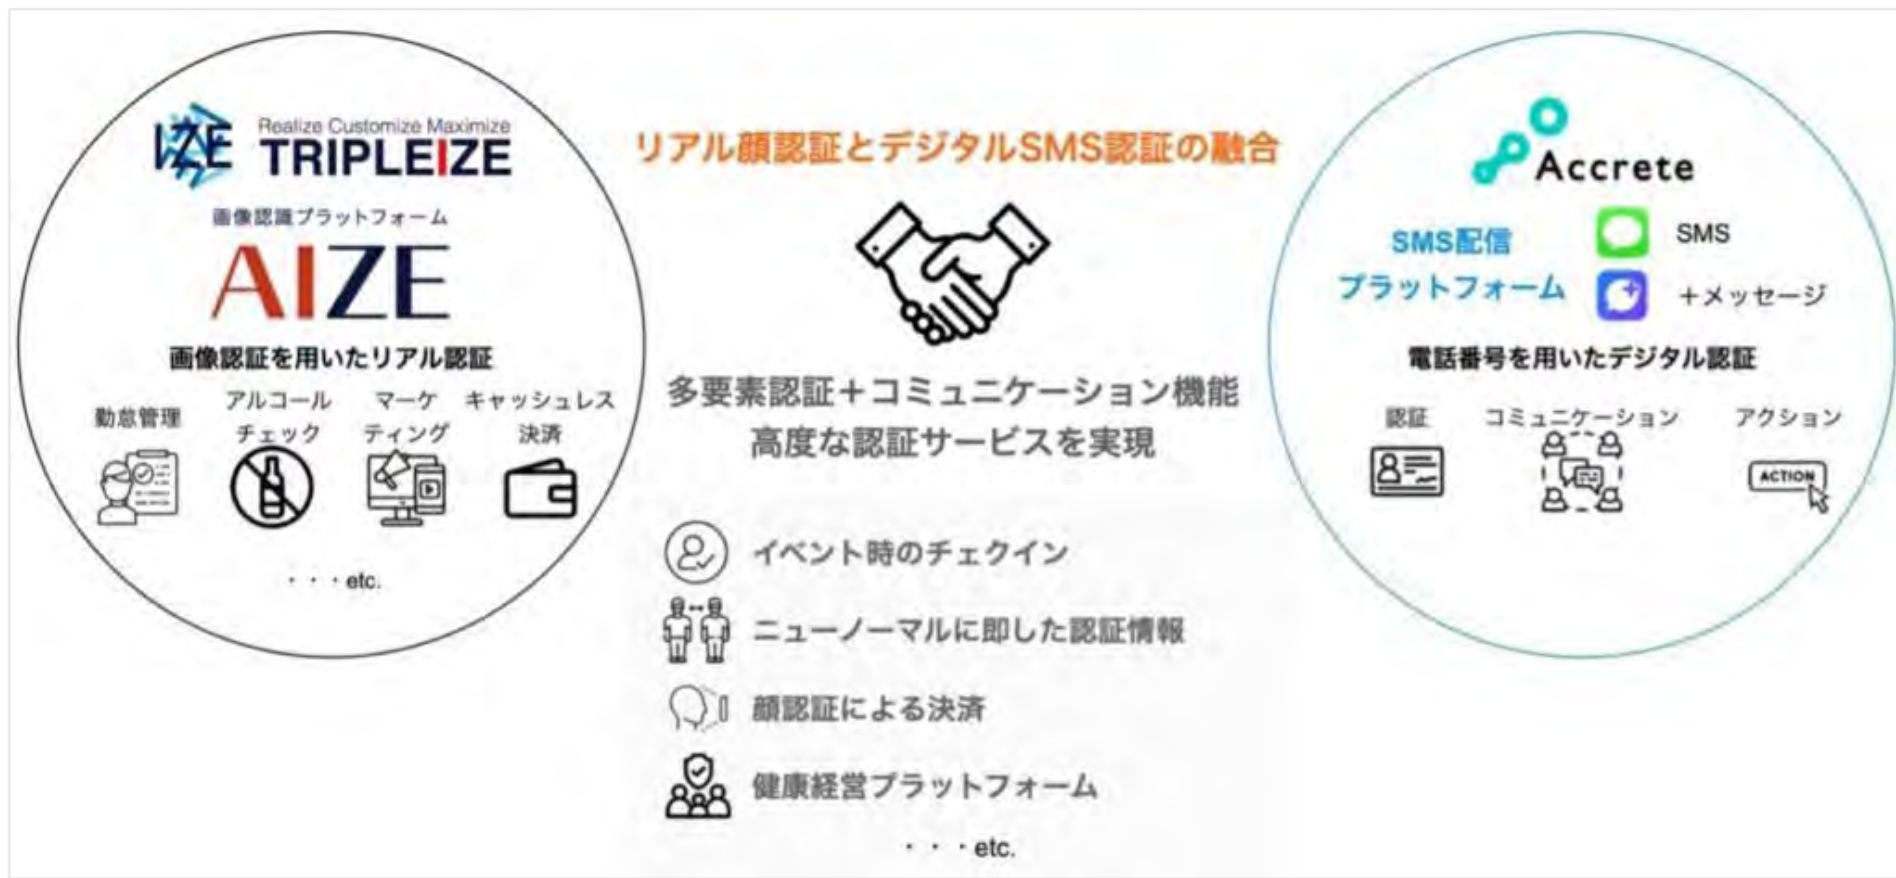 IZE
Realize Customize Maximize
TRIPLEIZE
画像認識プラットフォーム
AIZE
画像認証を用いたリアル認証
勤怠管理
アルコール
チェック
マーケ
ティング
キャッシュレス
決済
・・・etc.
リアル顔認証とデジタルSMS認証の融合
多要素認証＋コミュニケーション機能
高度な認証サービスを実現
イベント時のチェクイン
ニューノーマルに即した認証情報
顔認証による決済
健康経営プラットフォーム
・・・etc.
Accrete
SMS配信
プラットフォーム
SMS
＋メッセージ
電話番号を用いたデジタル認証
認証
コミュニケーション
アクション
ACTION